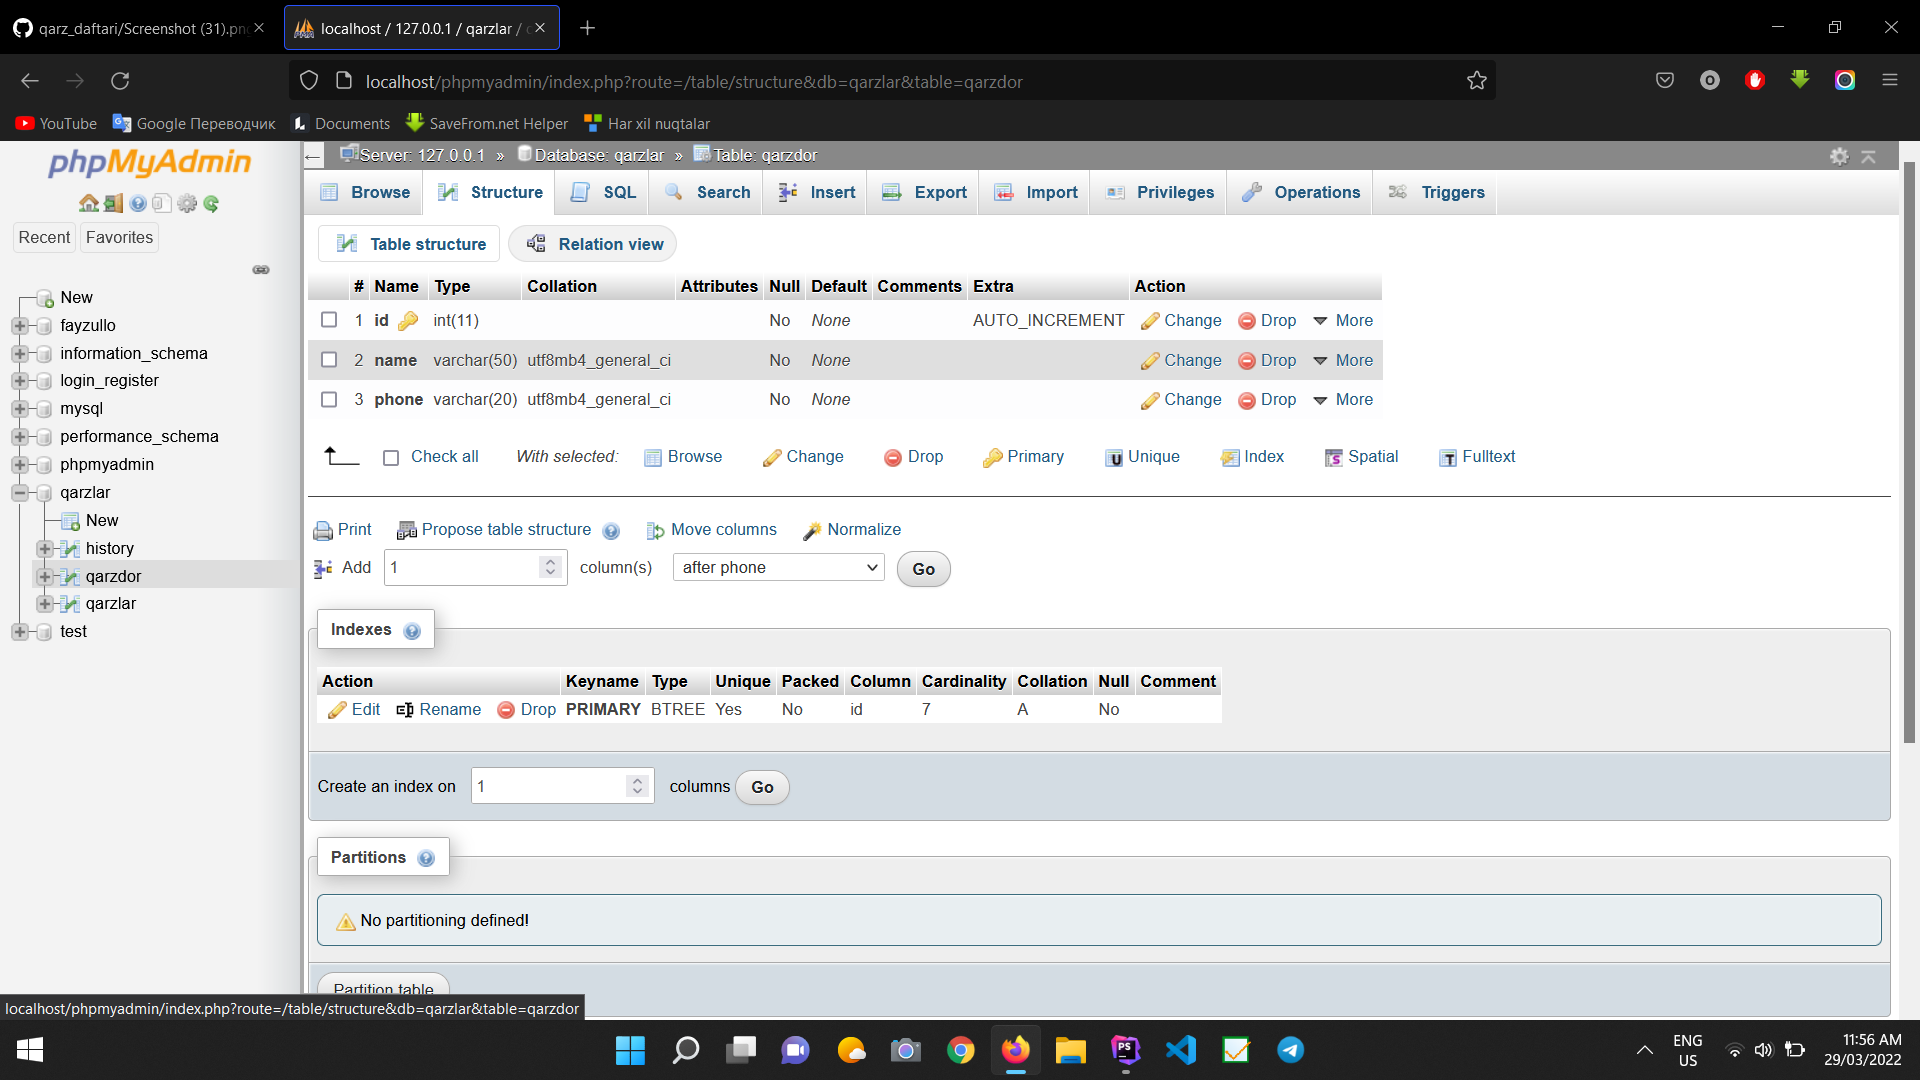 qarz_daftari/Screenshot (31).pn
localhost / 127.0.0.1 / qarzlar /
localhost/phpmyadmin/index.php?route=/table/structure&db=qarzlar&table=qarzdor
YouTube Google Переводчик Documents SaveFrom.net Helper Har xil nuqtalar
phpMyAdmin
Recent Favorites
New
fayzullo
information_schema
login_register
mysql
performance_schema
phpmyadmin
qarzlar
New
history
qarzdor
qarzlar
test
Server: 127.0.0.1 » Database: qarzlar » Table: qarzdor
Browse Structure SQL Search Insert Export Import Privileges Operations Triggers
Table structure Relation view
# Name Type Collation Attributes Null Default Comments Extra Action
1 id int(11) No None AUTO_INCREMENT Change Drop More
2 name varchar(50) utf8mb4_general_ci No None Change Drop More
3 phone varchar(20) utf8mb4_general_ci No None Change Drop More
Check all With selected: Browse Change Drop Primary Unique Index Spatial Fulltext
Print Propose table structure Move columns Normalize
Add 1 column(s) after phone Go
Indexes
Action Keyname Type Unique Packed Column Cardinality Collation Null Comment
Edit Rename Drop PRIMARY BTREE Yes No id 7 A No
Create an index on 1 columns Go
Partitions
No partitioning defined!
Partition table
localhost/phpmyadmin/index.php?route=/table/structure&db=qarzlar&table=qarzdor
ENG
US
11:56 AM
29/03/2022